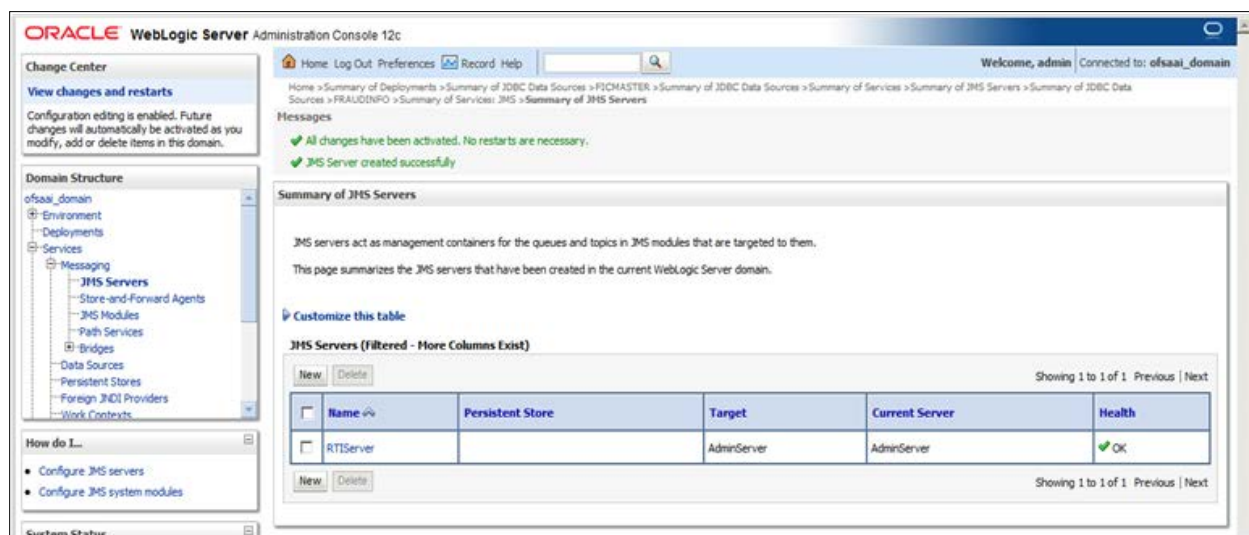 ORACLE WebLogic Server Administration Console 12c
Change Center
View changes and restarts
Configuration editing is enabled. Future
changes will automatically be activated as you
modify, add or delete items in this domain.
Domain Structure
ofsaai_domain
Environment
Deployments
Services
Messaging
JMS Servers
Store-and-Forward Agents
JMS Modules
Path Services
Bridges
Data Sources
Persistent Stores
Foreign JNDI Providers
Work Contexts
How do I...
Configure JMS servers
Configure JMS system modules
System Status
Home Log Out Preferences Record Help
Welcome, admin Connected to: ofsaai_domain
Home >Summary of Deployments >Summary of JDBC Data Sources >FICMASTER >Summary of JDBC Data Sources >Summary of Services >Summary of JMS Servers >Summary of JDBC Data
Sources >FRAUDINFO >Summary of Services: JMS >Summary of JMS Servers
Messages
All changes have been activated. No restarts are necessary.
JMS Server created successfully
Summary of JMS Servers
JMS servers act as management containers for the queues and topics in JMS modules that are targeted to them.
This page summarizes the JMS servers that have been created in the current WebLogic Server domain.
Customize this table
JMS Servers (Filtered - More Columns Exist)
New Delete
Showing 1 to 1 of 1 Previous | Next
Name Persistent Store Target Current Server Health
RTIServer AdminServer AdminServer OK
New Delete
Showing 1 to 1 of 1 Previous | Next